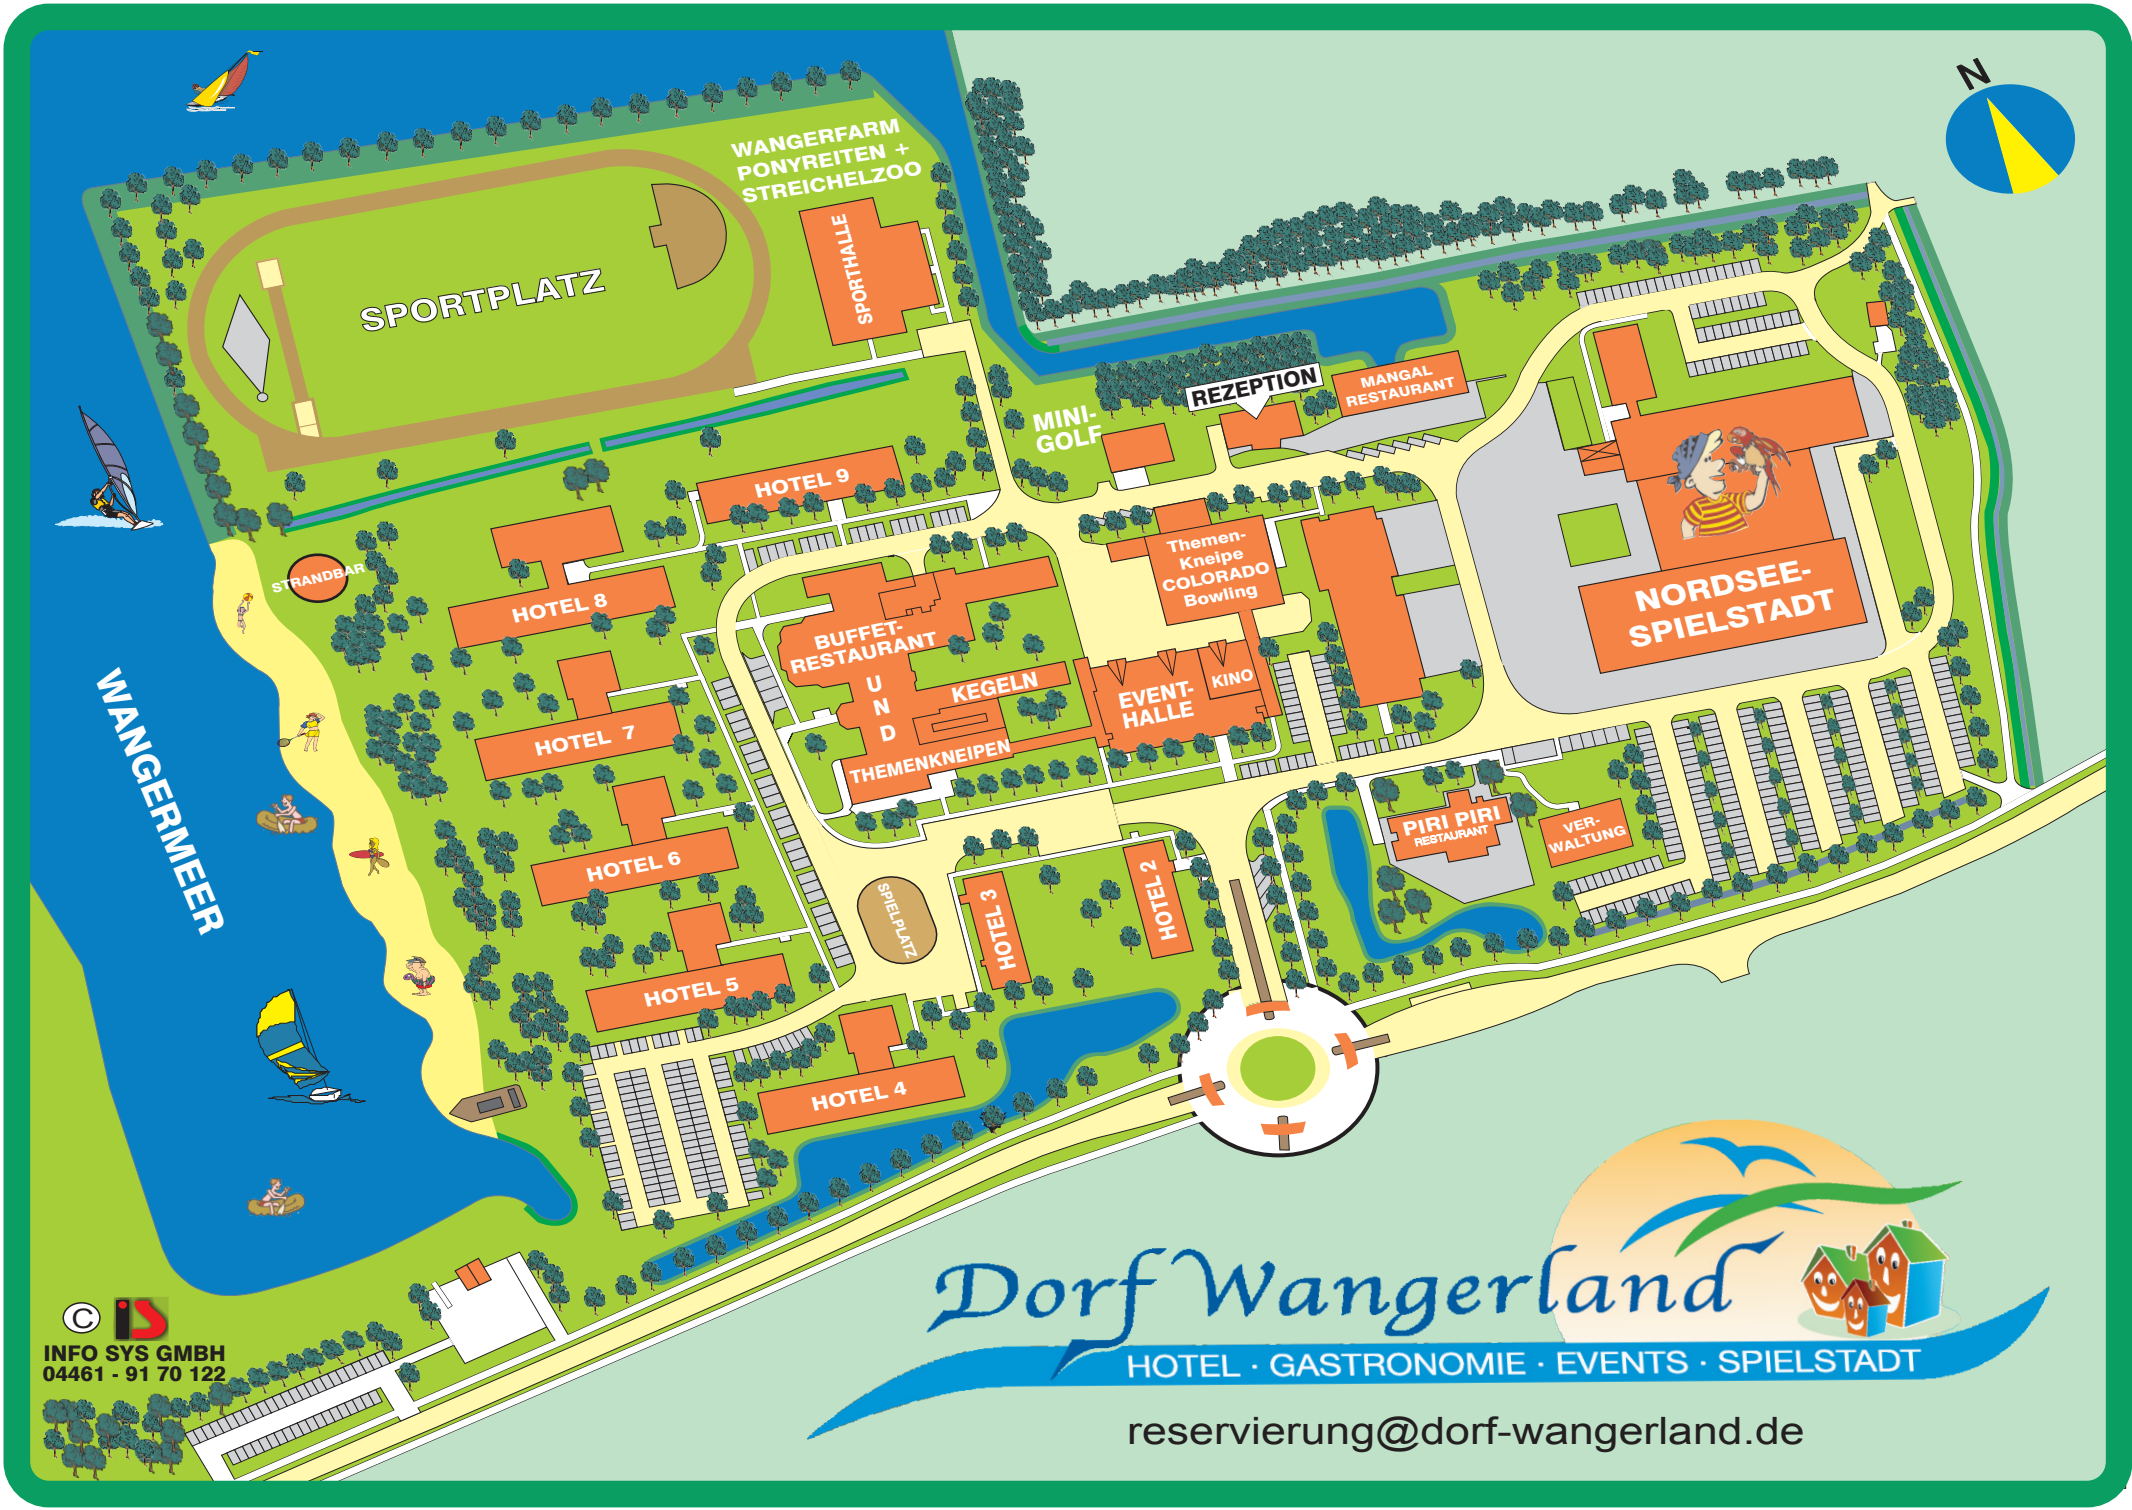 N
WANGERFARM
PONYREITEN +
STREICHELZOO
SPORTHALLE
SPORTPLATZ
REZEPTION
MANGAL
RESTAURANT
MINI-
GOLF
HOTEL 9
STRANDBAR
HOTEL 8
Themen-
Kneipe
COLORADO
Bowling
NORDSEE-
SPIELSTADT
BUFFET-
RESTAURANT
U
N
D
THEMENKNEIPEN
KEGELN
EVENT-
HALLE
KINO
HOTEL 7
WANGERMEER
PIRI PIRI
RESTAURANT
VER-
WALTUNG
HOTEL 6
SPIELPLATZ
HOTEL 3
HOTEL 2
HOTEL 5
HOTEL 4
Dorf Wangerland
HOTEL · GASTRONOMIE · EVENTS · SPIELSTADT
reservierung@dorf-wangerland.de
© iS
INFO SYS GMBH
04461 - 91 70 122